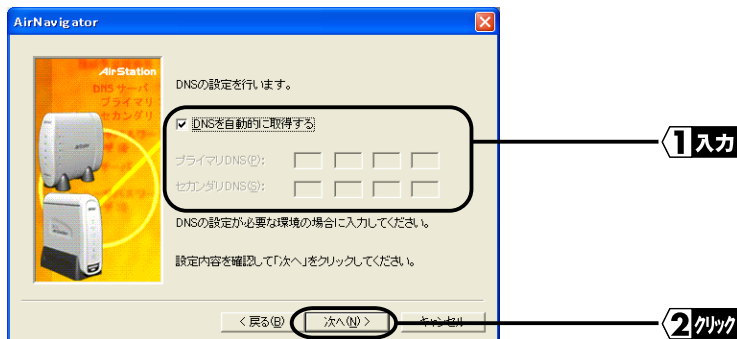 AirNavigator
AirStation
DNSサーバ
プライマリ
セカンダリ
DNSの設定を行います。
DNSを自動的に取得する
プライマリDNS(P):
セカンダリDNS(S):
1 入力
DNSの設定が必要な環境の場合に入力してください。
設定内容を確認して「次へ」をクリックしてください。
< 戻る(B)
次へ(N) >
キャンセル
2 クリック